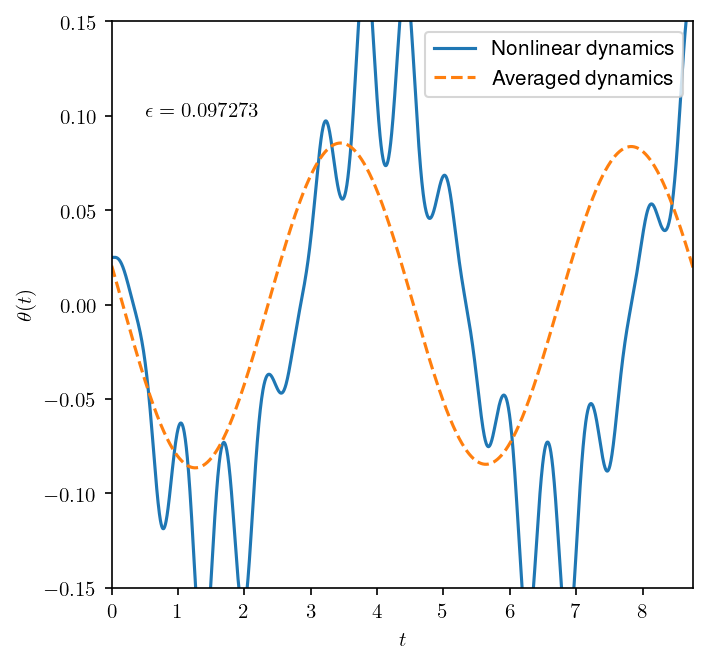 0.15
0.10
0.05
0.00
−0.05
−0.10
−0.15
θ(t)
Nonlinear dynamics
Averaged dynamics
ϵ = 0.097273
0 1 2 3 4 5 6 7 8
t